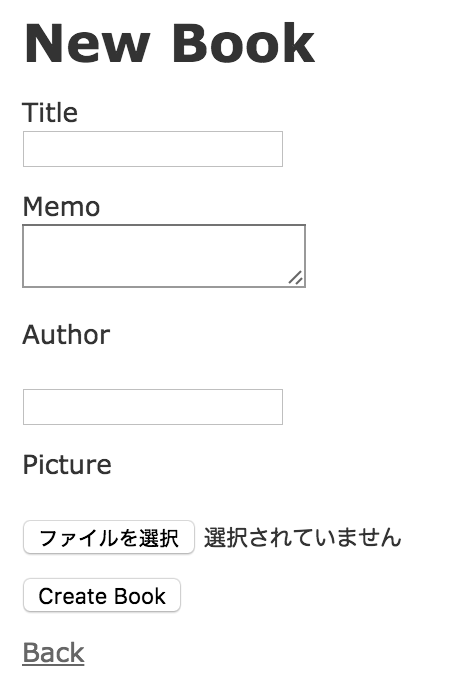 New Book
Title
Memo
Author
Picture
ファイルを選択 選択されていません
Create Book
Back